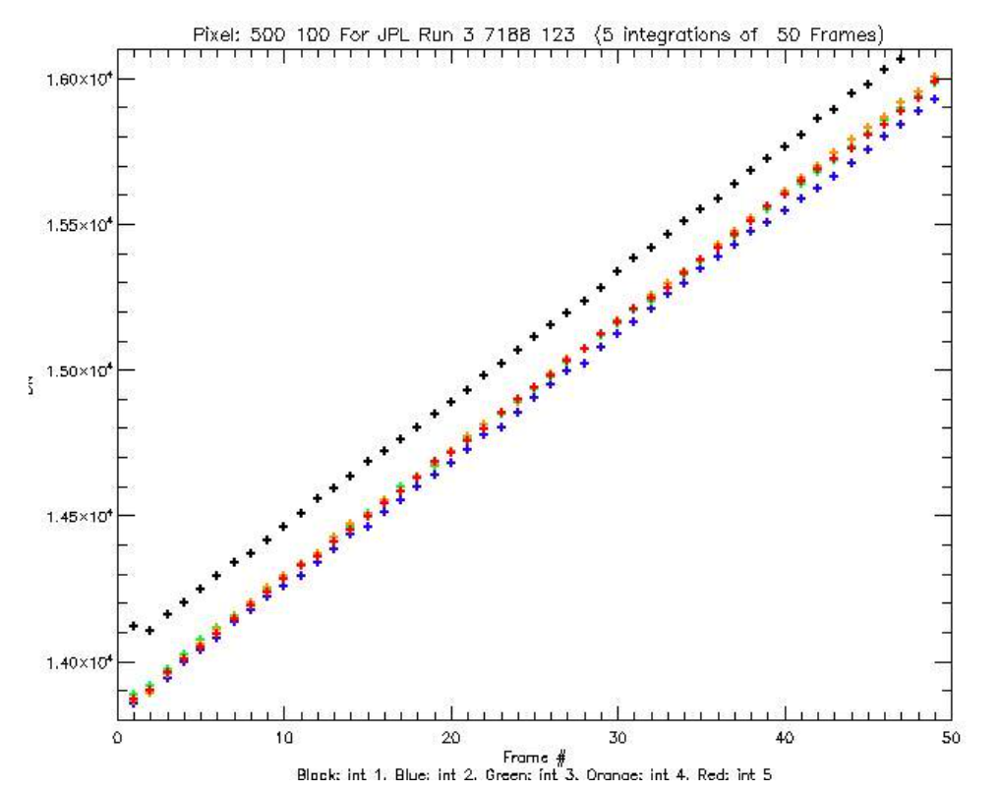 Pixel: 500 100 For JPL Run 3 7188 123 (5 integrations of 50 Frames)
1.60×10⁴
1.55×10⁴
1.50×10⁴
1.45×10⁴
1.40×10⁴
0 10 20 30 40 50
Frame #
Black: int 1, Blue: int 2, Green: int 3, Orange: int 4, Red: int 5